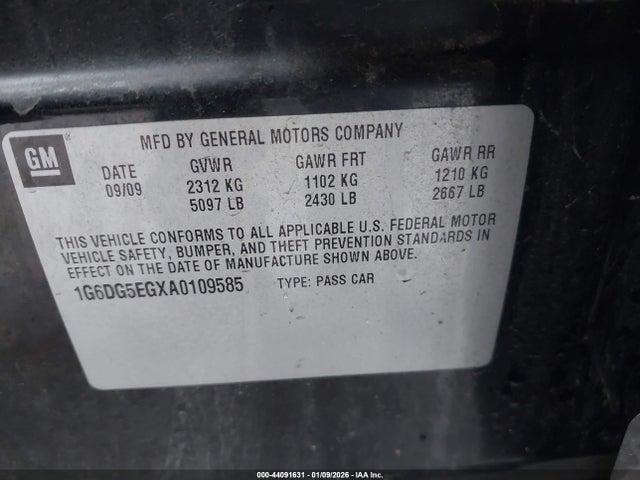 GM
MFD BY GENERAL MOTORS COMPANY
DATE GVWR GAWR FRT GAWR RR
09/09 2312 KG 1102 KG 1210 KG
5097 LB 2430 LB 2667 LB
THIS VEHICLE CONFORMS TO ALL APPLICABLE U.S. FEDERAL MOTOR
VEHICLE SAFETY, BUMPER, AND THEFT PREVENTION STANDARDS IN
EFFECT ON THE DATE OF MANUFACTURE SHOWN ABOVE.
1G6DG5EGXA0109585 TYPE: PASS CAR
000-44091631 - 01/09/2026 - IAA Inc.